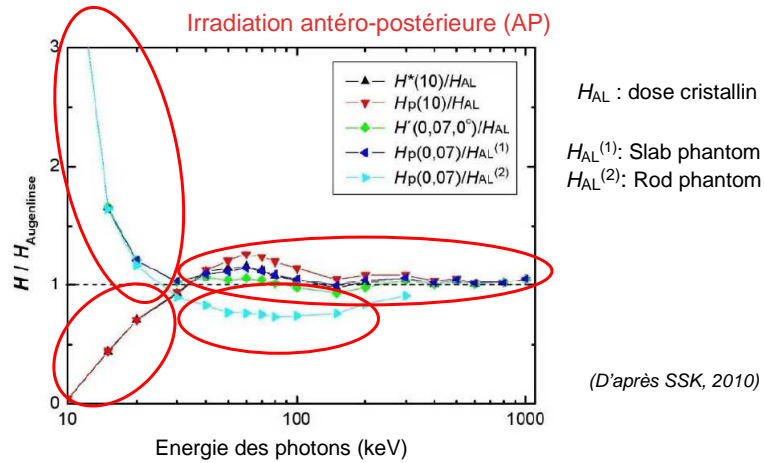 Irradiation antéro-postérieure (AP)
3
2
1
0
H / H Augenlinse
H*(10)/HAL
Hp(10)/HAL
H'(0,07,0°)/HAL
Hp(0,07)/HAL(1)
Hp(0,07)/HAL(2)
10
100
1000
Energie des photons (keV)
HAL : dose cristallin
HAL(1): Slab phantom
HAL(2): Rod phantom
(D'après SSK, 2010)